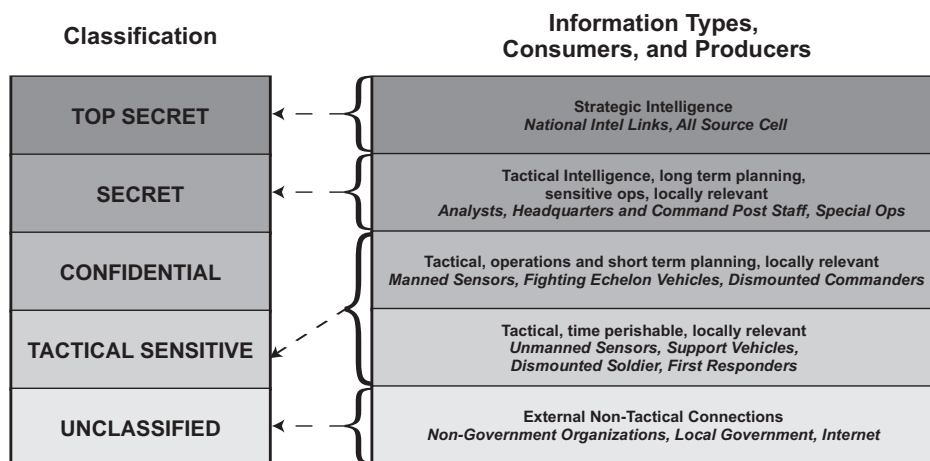 Classification
Information Types,
Consumers, and Producers
TOP SECRET
Strategic Intelligence
National Intel Links, All Source Cell
SECRET
Tactical Intelligence, long term planning,
sensitive ops, locally relevant
Analysts, Headquarters and Command Post Staff, Special Ops
CONFIDENTIAL
Tactical, operations and short term planning, locally relevant
Manned Sensors, Fighting Echelon Vehicles, Dismounted Commanders
TACTICAL SENSITIVE
Tactical, time perishable, locally relevant
Unmanned Sensors, Support Vehicles,
Dismounted Soldier, First Responders
UNCLASSIFIED
External Non-Tactical Connections
Non-Government Organizations, Local Government, Internet